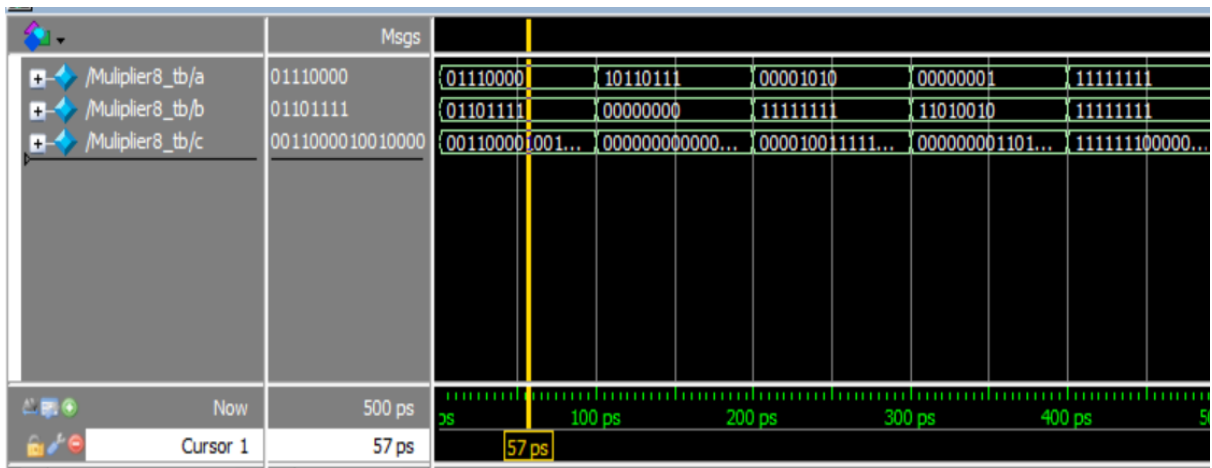 Msgs
/Muliplier8_tb/a 01110000 01110000 10110111 00001010 00000001 11111111
/Muliplier8_tb/b 01101111 01101111 00000000 11111111 11010010 11111111
/Muliplier8_tb/c 0011000010010000 001100001001... 000000000000... 000010011111... 000000001101... 111111100000...
Now 500 ps ps 100 ps 200 ps 300 ps 400 ps 5
Cursor 1 57 ps 57 ps